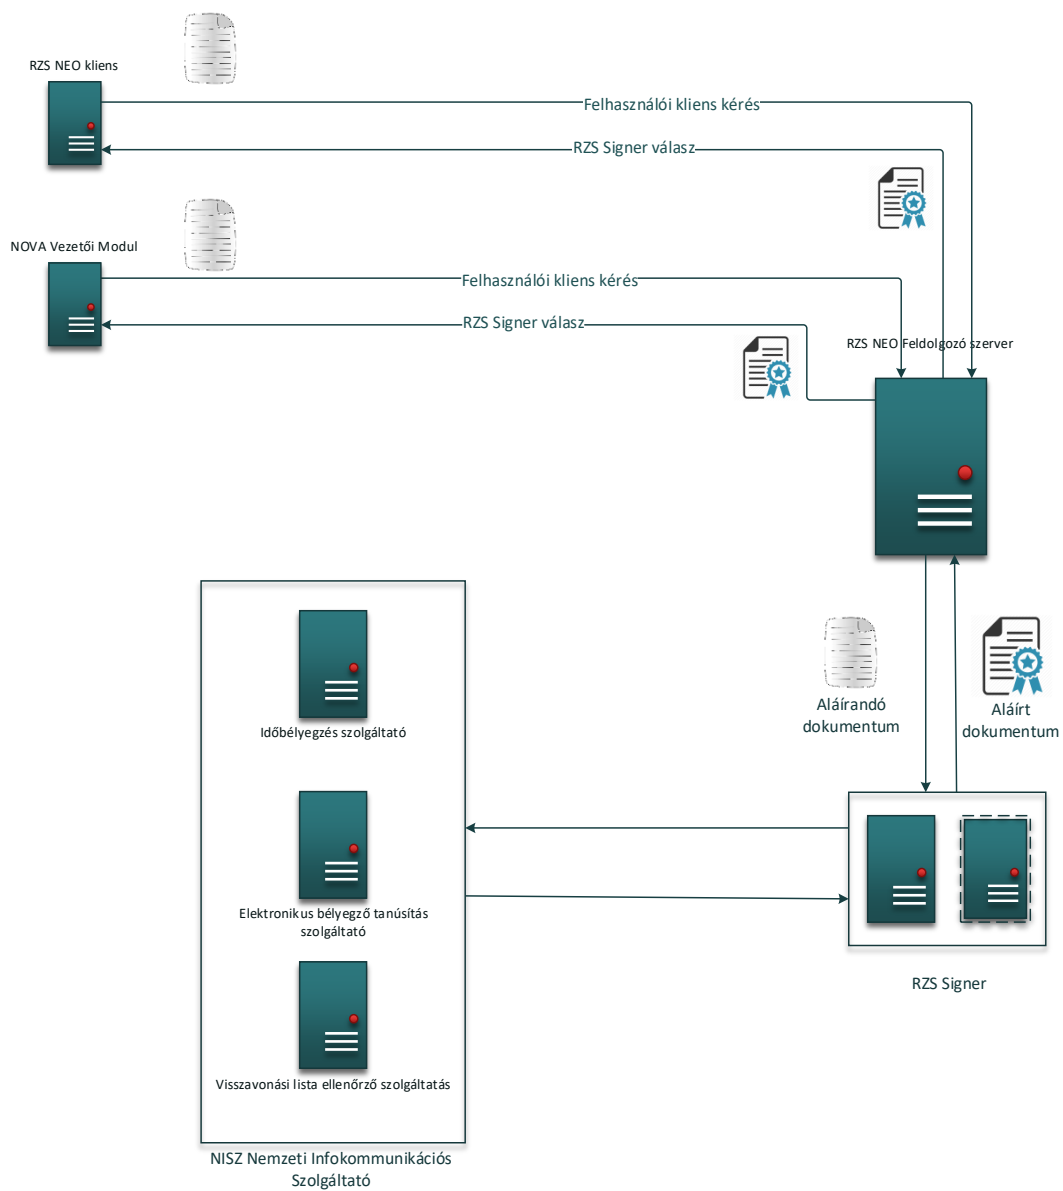 RZS NEO kliens
Felhasználói kliens kérés
RZS Signer válasz
NOVA Vezetői Modul
Felhasználói kliens kérés
RZS Signer válasz
RZS NEO Feldolgozó szerver
Időbélyegzés szolgáltató
Aláírandó
dokumentum
Aláírt
dokumentum
Elektronikus bélyegző tanúsítás
szolgáltató
RZS Signer
Visszavonási lista ellenőrző szolgáltatás
NISZ Nemzeti Infokommunikációs
Szolgáltató